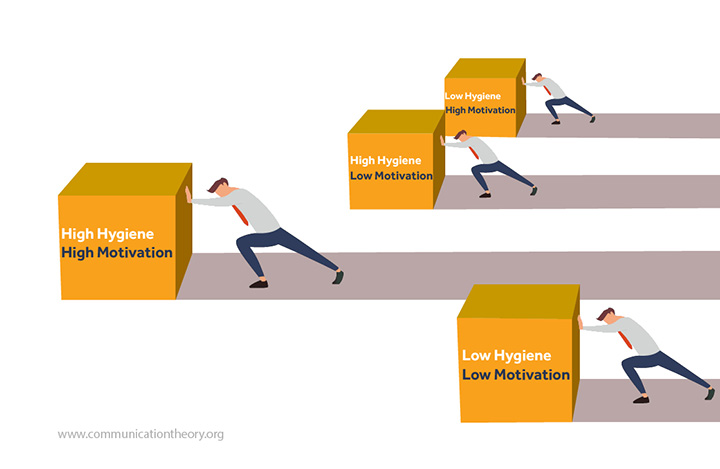 Low Hygiene
High Motivation
High Hygiene
Low Motivation
High Hygiene
High Motivation
Low Hygiene
Low Motivation
www.communicationtheory.org